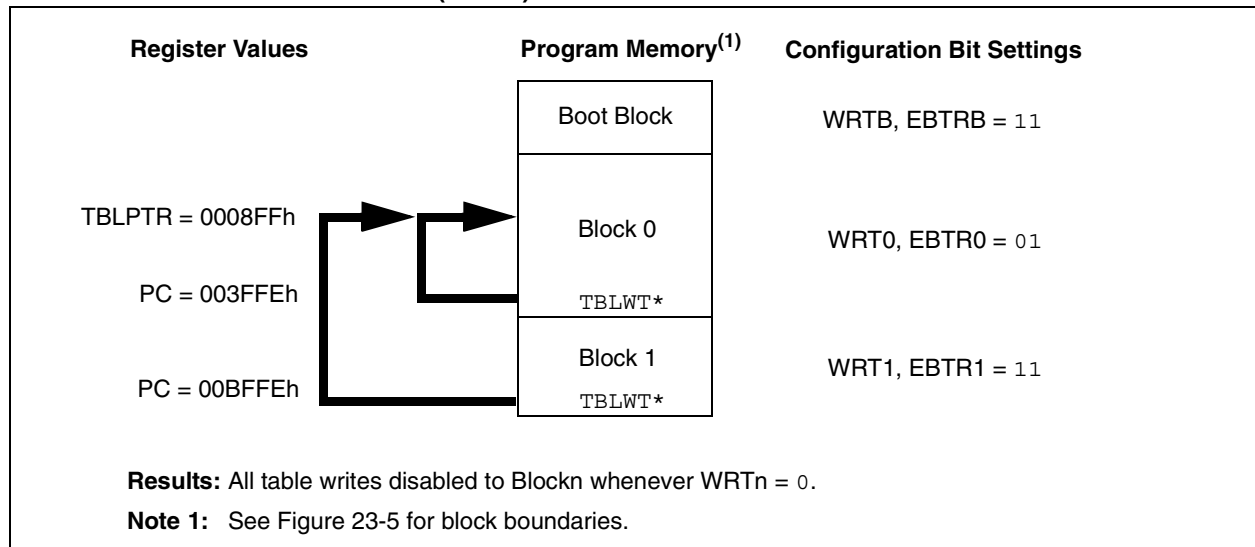 Register Values
Program Memory(1)
Configuration Bit Settings
Boot Block
WRTB, EBTRB = 11
TBLPTR = 0008FFh
Block 0
WRT0, EBTR0 = 01
PC = 003FFEh
TBLWT*
Block 1
WRT1, EBTR1 = 11
PC = 00BFFEh
TBLWT*
Results: All table writes disabled to Blockn whenever WRTn = 0.
Note 1: See Figure 23-5 for block boundaries.